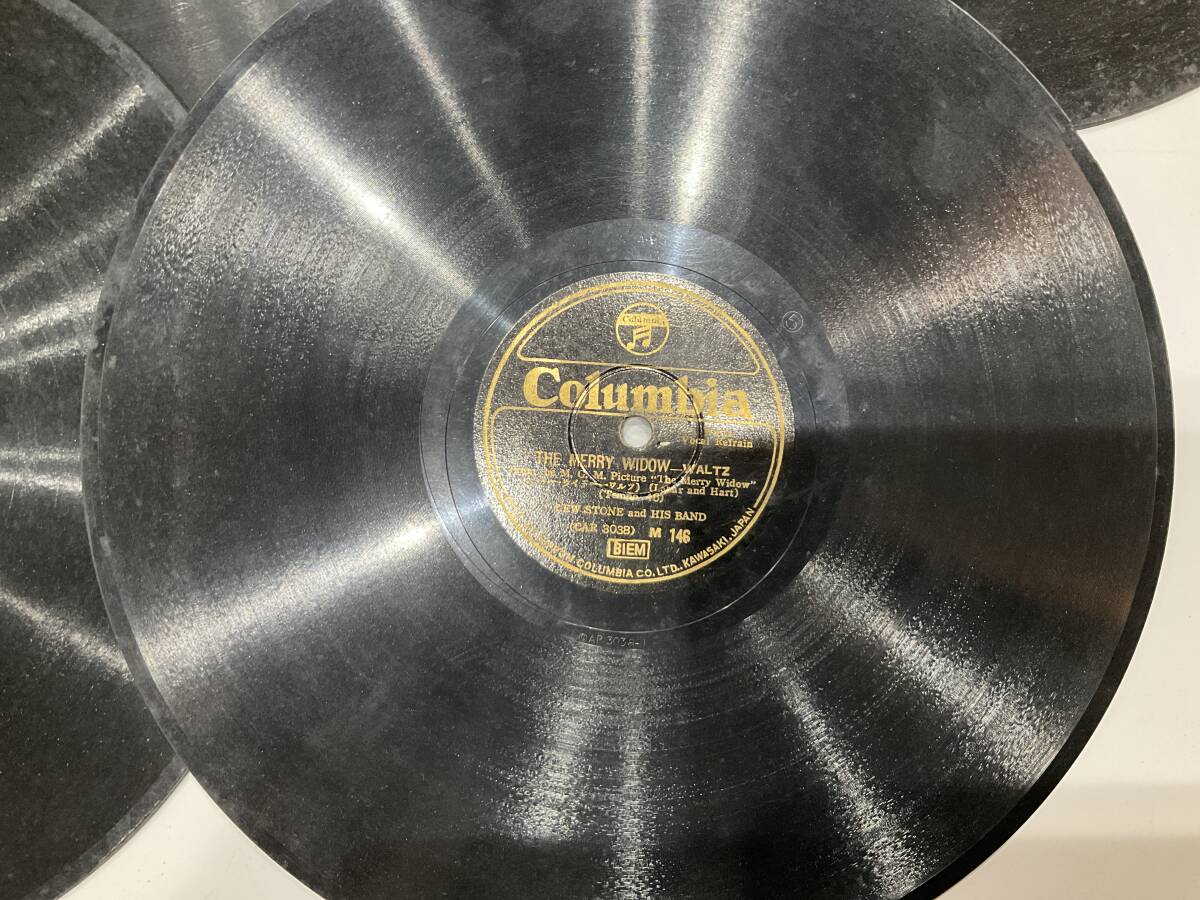 Columbia
Columbia
Vocal Refrain
THE MERRY WIDOW—WALTZ
M. G. M. Picture "The Merry Widow"
(Lehar and Hart)
STONE and HIS BAND
(CAR 3038) M 146
BIEM
COLUMBIA CO. LTD., KAWASAKI, JAPAN